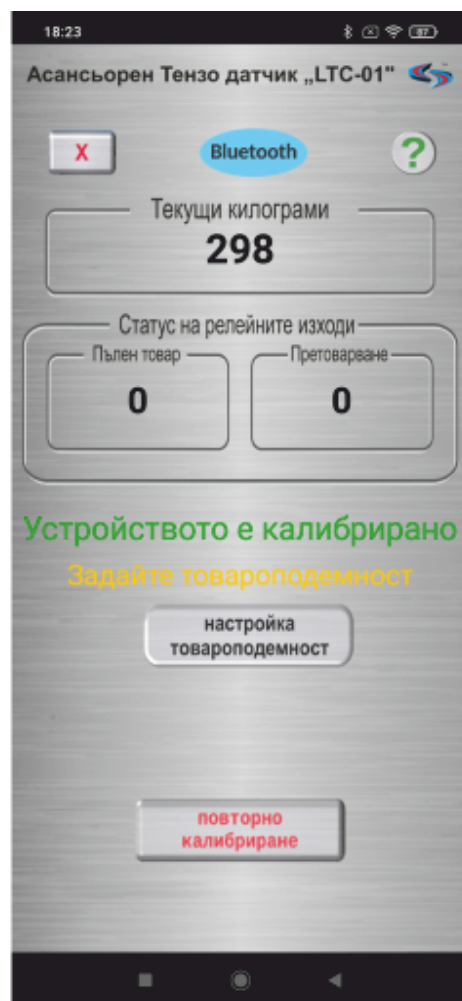 18:23
87
Асансьорен Тензо датчик „LTC-01"
X
Bluetooth
?
Текущи килограми
298
Статус на релейните изходи
Пълен товар
Претоварване
0
0
Устройството е калибрирано
Задайте товароподемност
настройка
товароподемност
повторно
калибриране